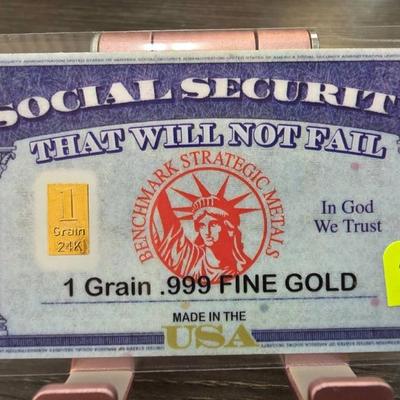 SOCIAL SECURIT
THAT WILL NOT FAIL
1
Grain
24K
BENCHMARK STRATEGIC METALS
In God
We Trust
1 Grain .999 FINE GOLD
MADE IN THE
USA